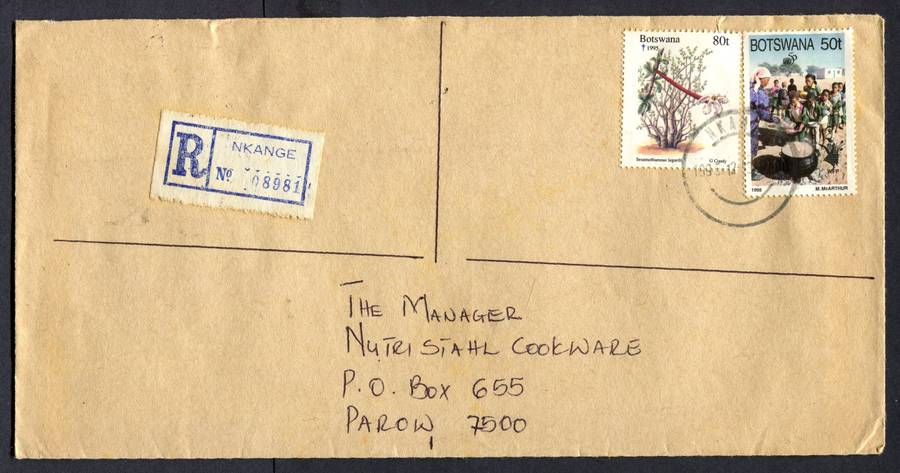 Botswana 80t
1995
BOTSWANA 50t
G Condy
1995
M. McARTHUR
NKANGE
R
No 08981
THE MANAGER
NUTRI STAHL COOKWARE
P.O. BOX 655
PAROW 7500